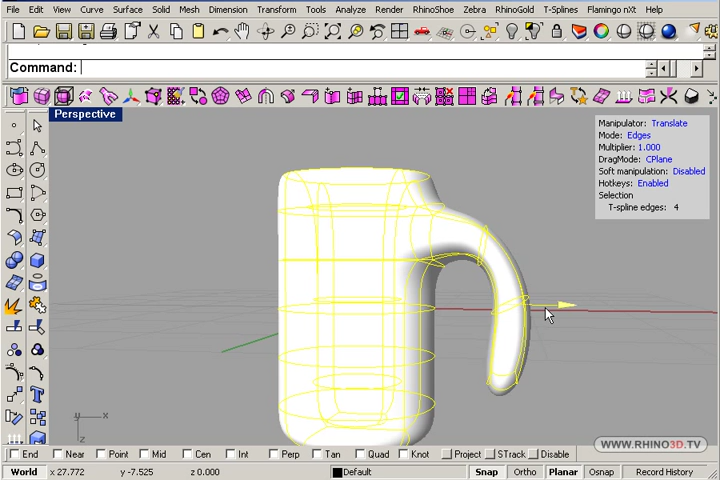 File Edit View Curve Surface Solid Mesh Dimension Transform Tools Analyze Render RhinoShoe Zebra RhinoGold T-Splines Flamingo nXt Help
Command:
Perspective
Manipulator: Translate
Mode: Edges
Multiplier: 1.000
DragMode: CPlane
Soft manipulation: Disabled
Hotkeys: Enabled
Selection
T-spline edges: 4
y x
z
WWW.RHINO3D.TV
End Near Point Mid Cen Int Perp Tan Quad Knot Project STrack Disable
World x 27.772 y -7.525 z 0.000 Default Snap Ortho Planar Osnap Record History